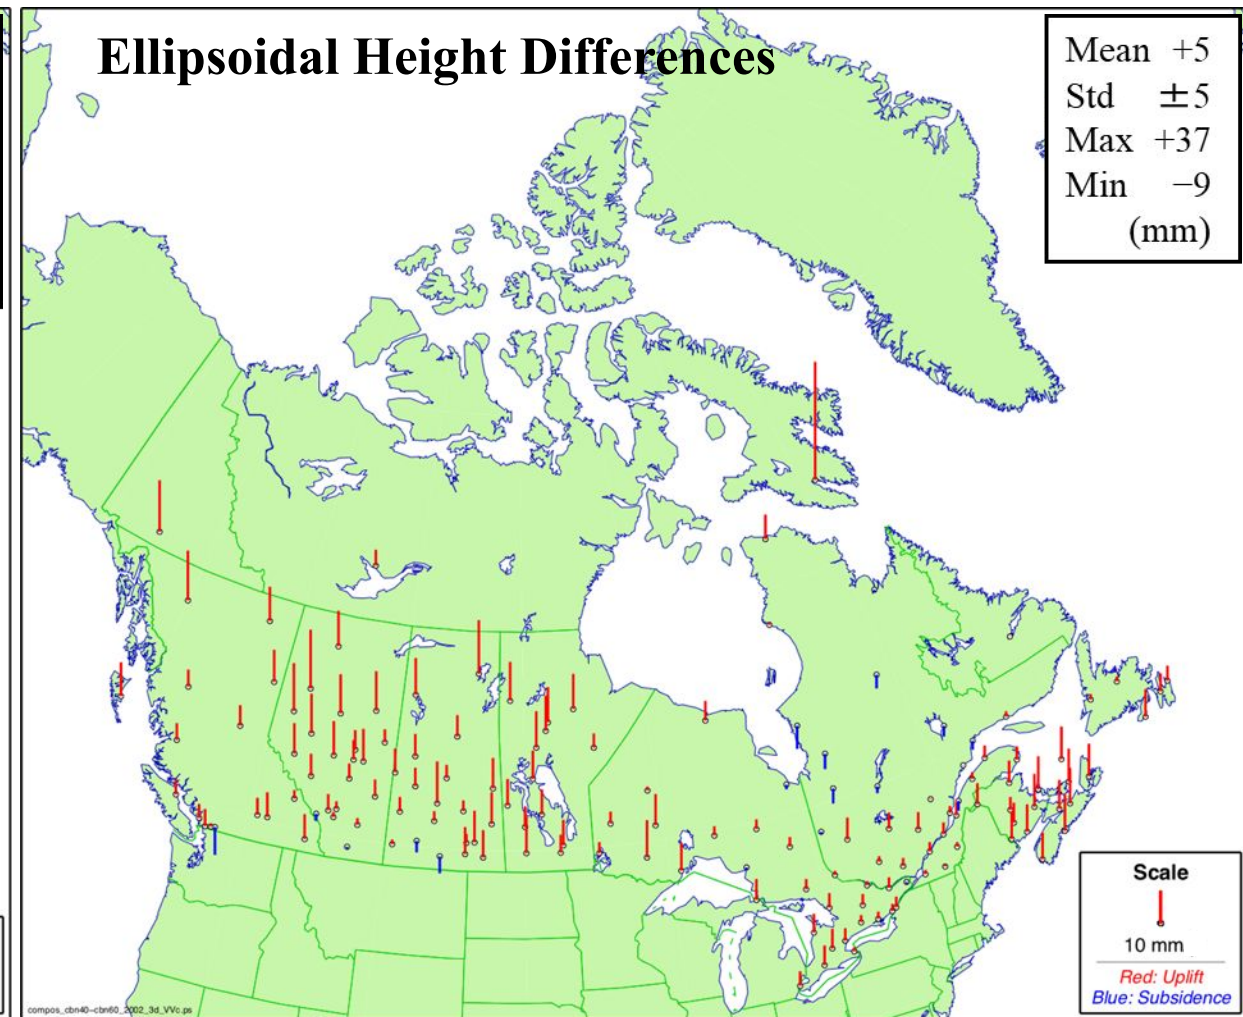 Ellipsoidal Height Differences
Mean +5
Std ±5
Max +37
Min −9
(mm)
Scale
10 mm
Red: Uplift
Blue: Subsidence
compos_cbn40-cbn60_2002_3d_VVc.ps